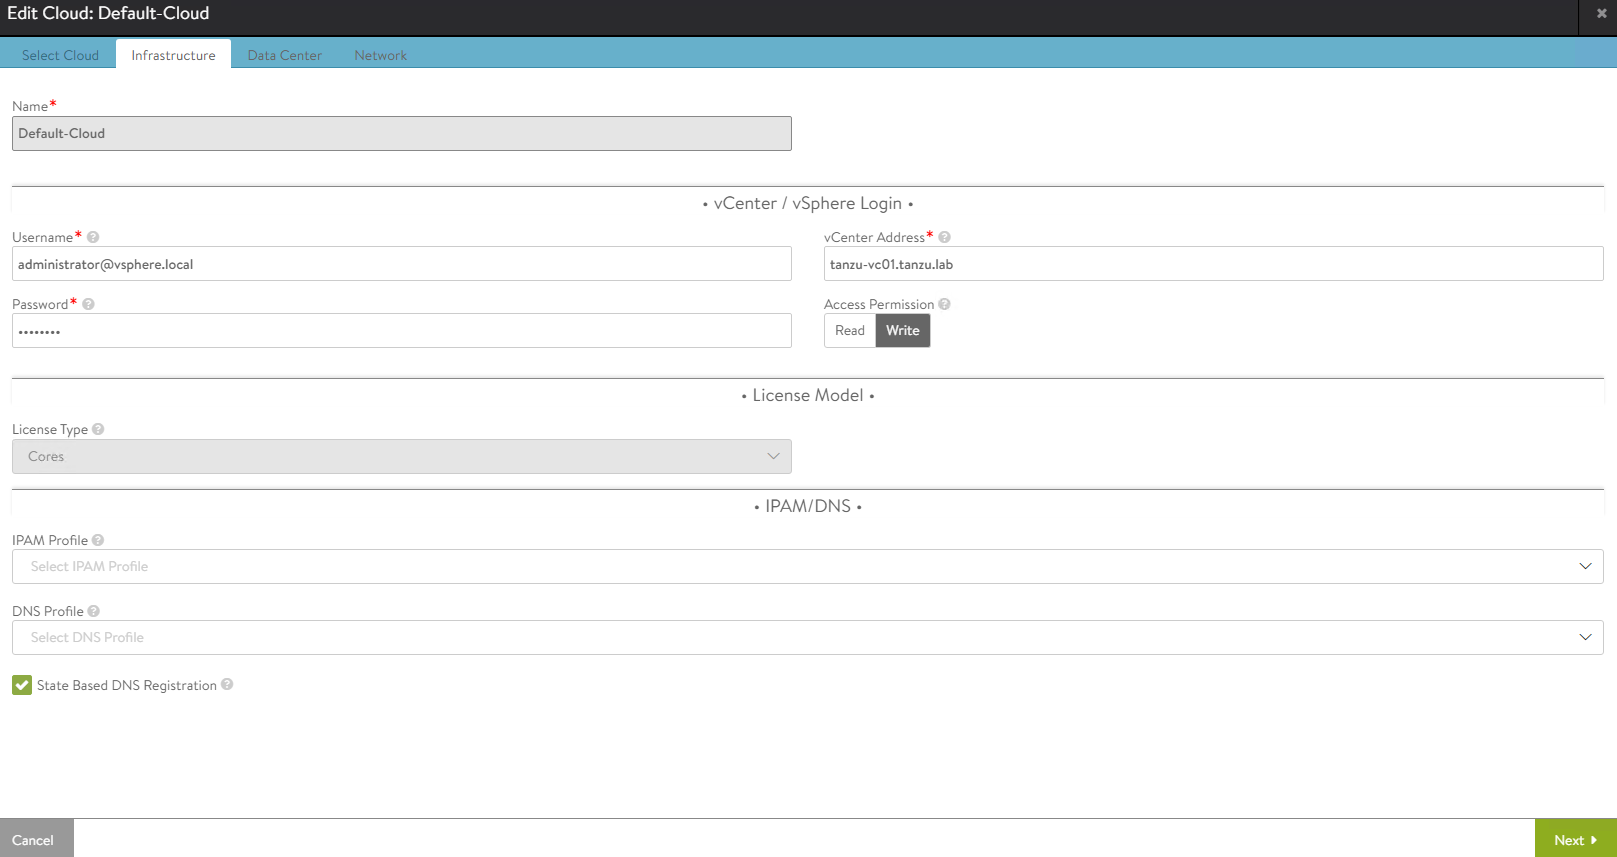 Edit Cloud: Default-Cloud
Select Cloud Infrastructure Data Center Network
Name*
Default-Cloud
• vCenter / vSphere Login •
Username* ?
vCenter Address* ?
administrator@vsphere.local
tanzu-vc01.tanzu.lab
Password* ?
Access Permission ?
••••••••
Read Write
• License Model •
License Type ?
Cores
• IPAM/DNS •
IPAM Profile ?
Select IPAM Profile
DNS Profile ?
Select DNS Profile
State Based DNS Registration ?
Cancel
Next